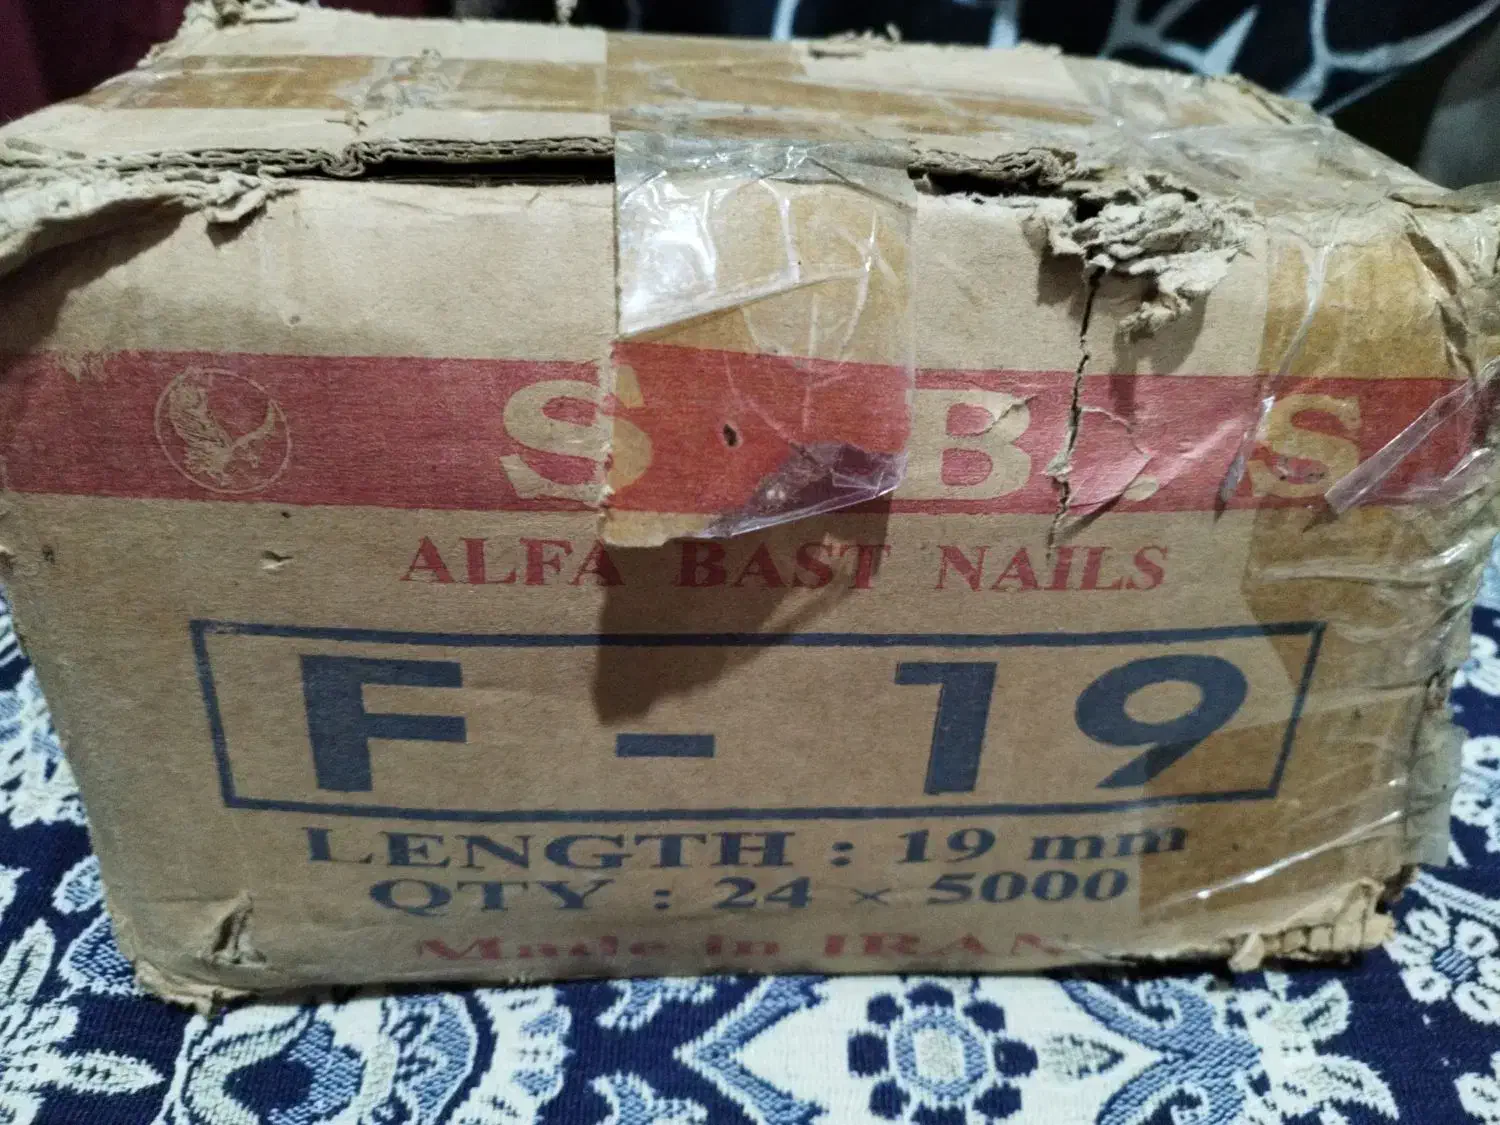 S. B. S
ALFA BAST NAILS
F - 19
LENGTH : 19 mm
QTY : 24 × 5000
Made in IRAN